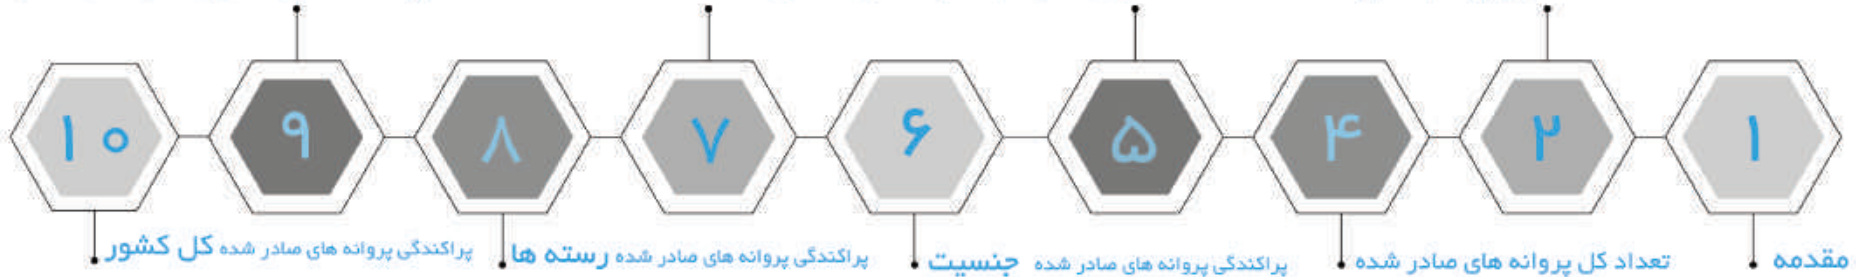 ۱ ۲ ۴ ۵ ۶ ۷ ۸ ۹ ۱۰
مقدمه
تعداد کل پروانه های صادر شده
پراکندگی پروانه های صادر شده جنسیت
پراکندگی پروانه های صادر شده رسته ها
پراکندگی پروانه های صادر شده کل کشور